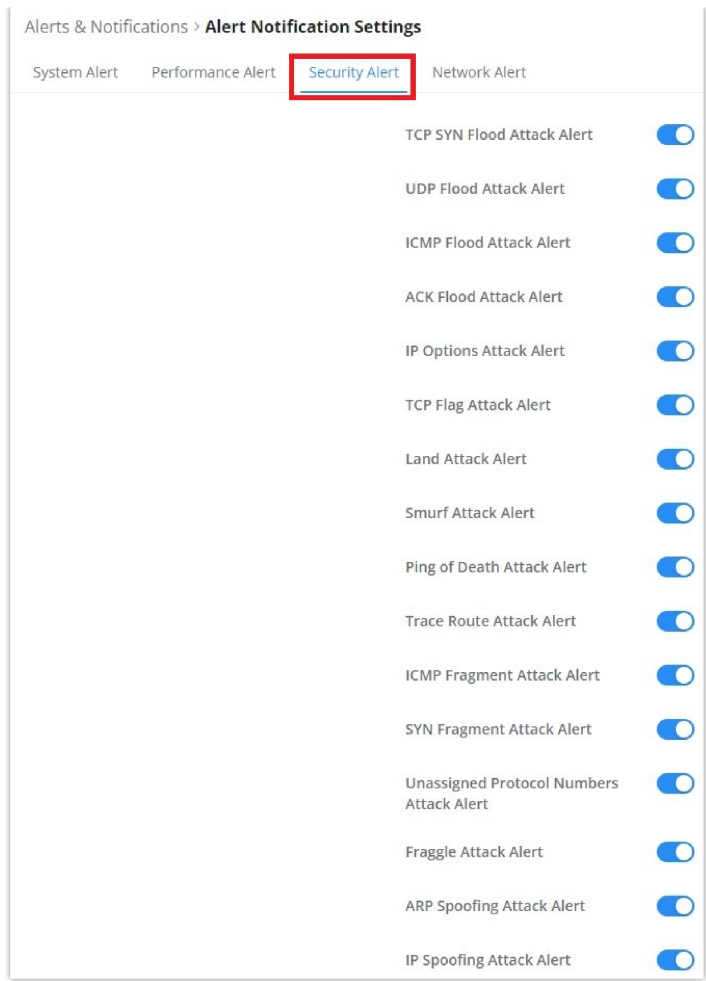 Alerts & Notifications > Alert Notification Settings
System Alert Performance Alert Security Alert Network Alert
TCP SYN Flood Attack Alert
UDP Flood Attack Alert
ICMP Flood Attack Alert
ACK Flood Attack Alert
IP Options Attack Alert
TCP Flag Attack Alert
Land Attack Alert
Smurf Attack Alert
Ping of Death Attack Alert
Trace Route Attack Alert
ICMP Fragment Attack Alert
SYN Fragment Attack Alert
Unassigned Protocol Numbers
Attack Alert
Fraggle Attack Alert
ARP Spoofing Attack Alert
IP Spoofing Attack Alert